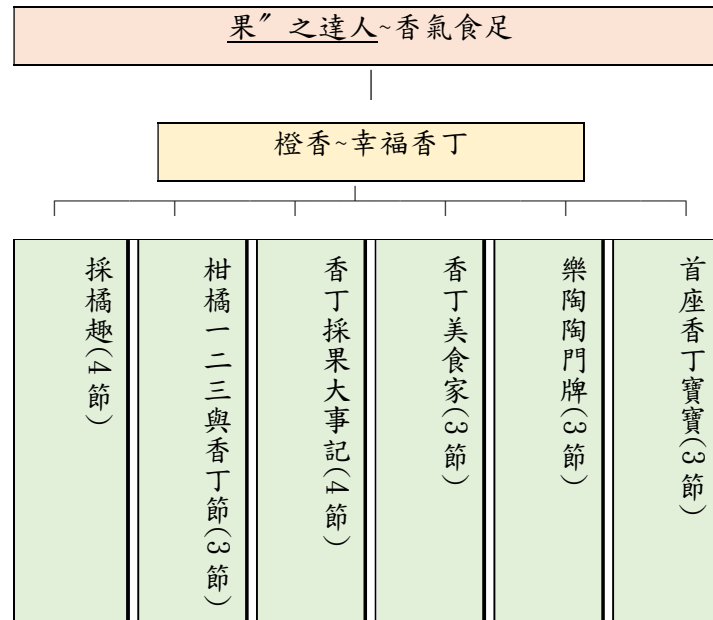 果〞之達人~香氣食足
橙香~幸福香丁
採橘趣(4節)
柑橘一二三與香丁節(3節)
香丁採果大事記(4節)
香丁美食家(3節)
樂陶陶門牌(3節)
首座香丁寶寶(3節)